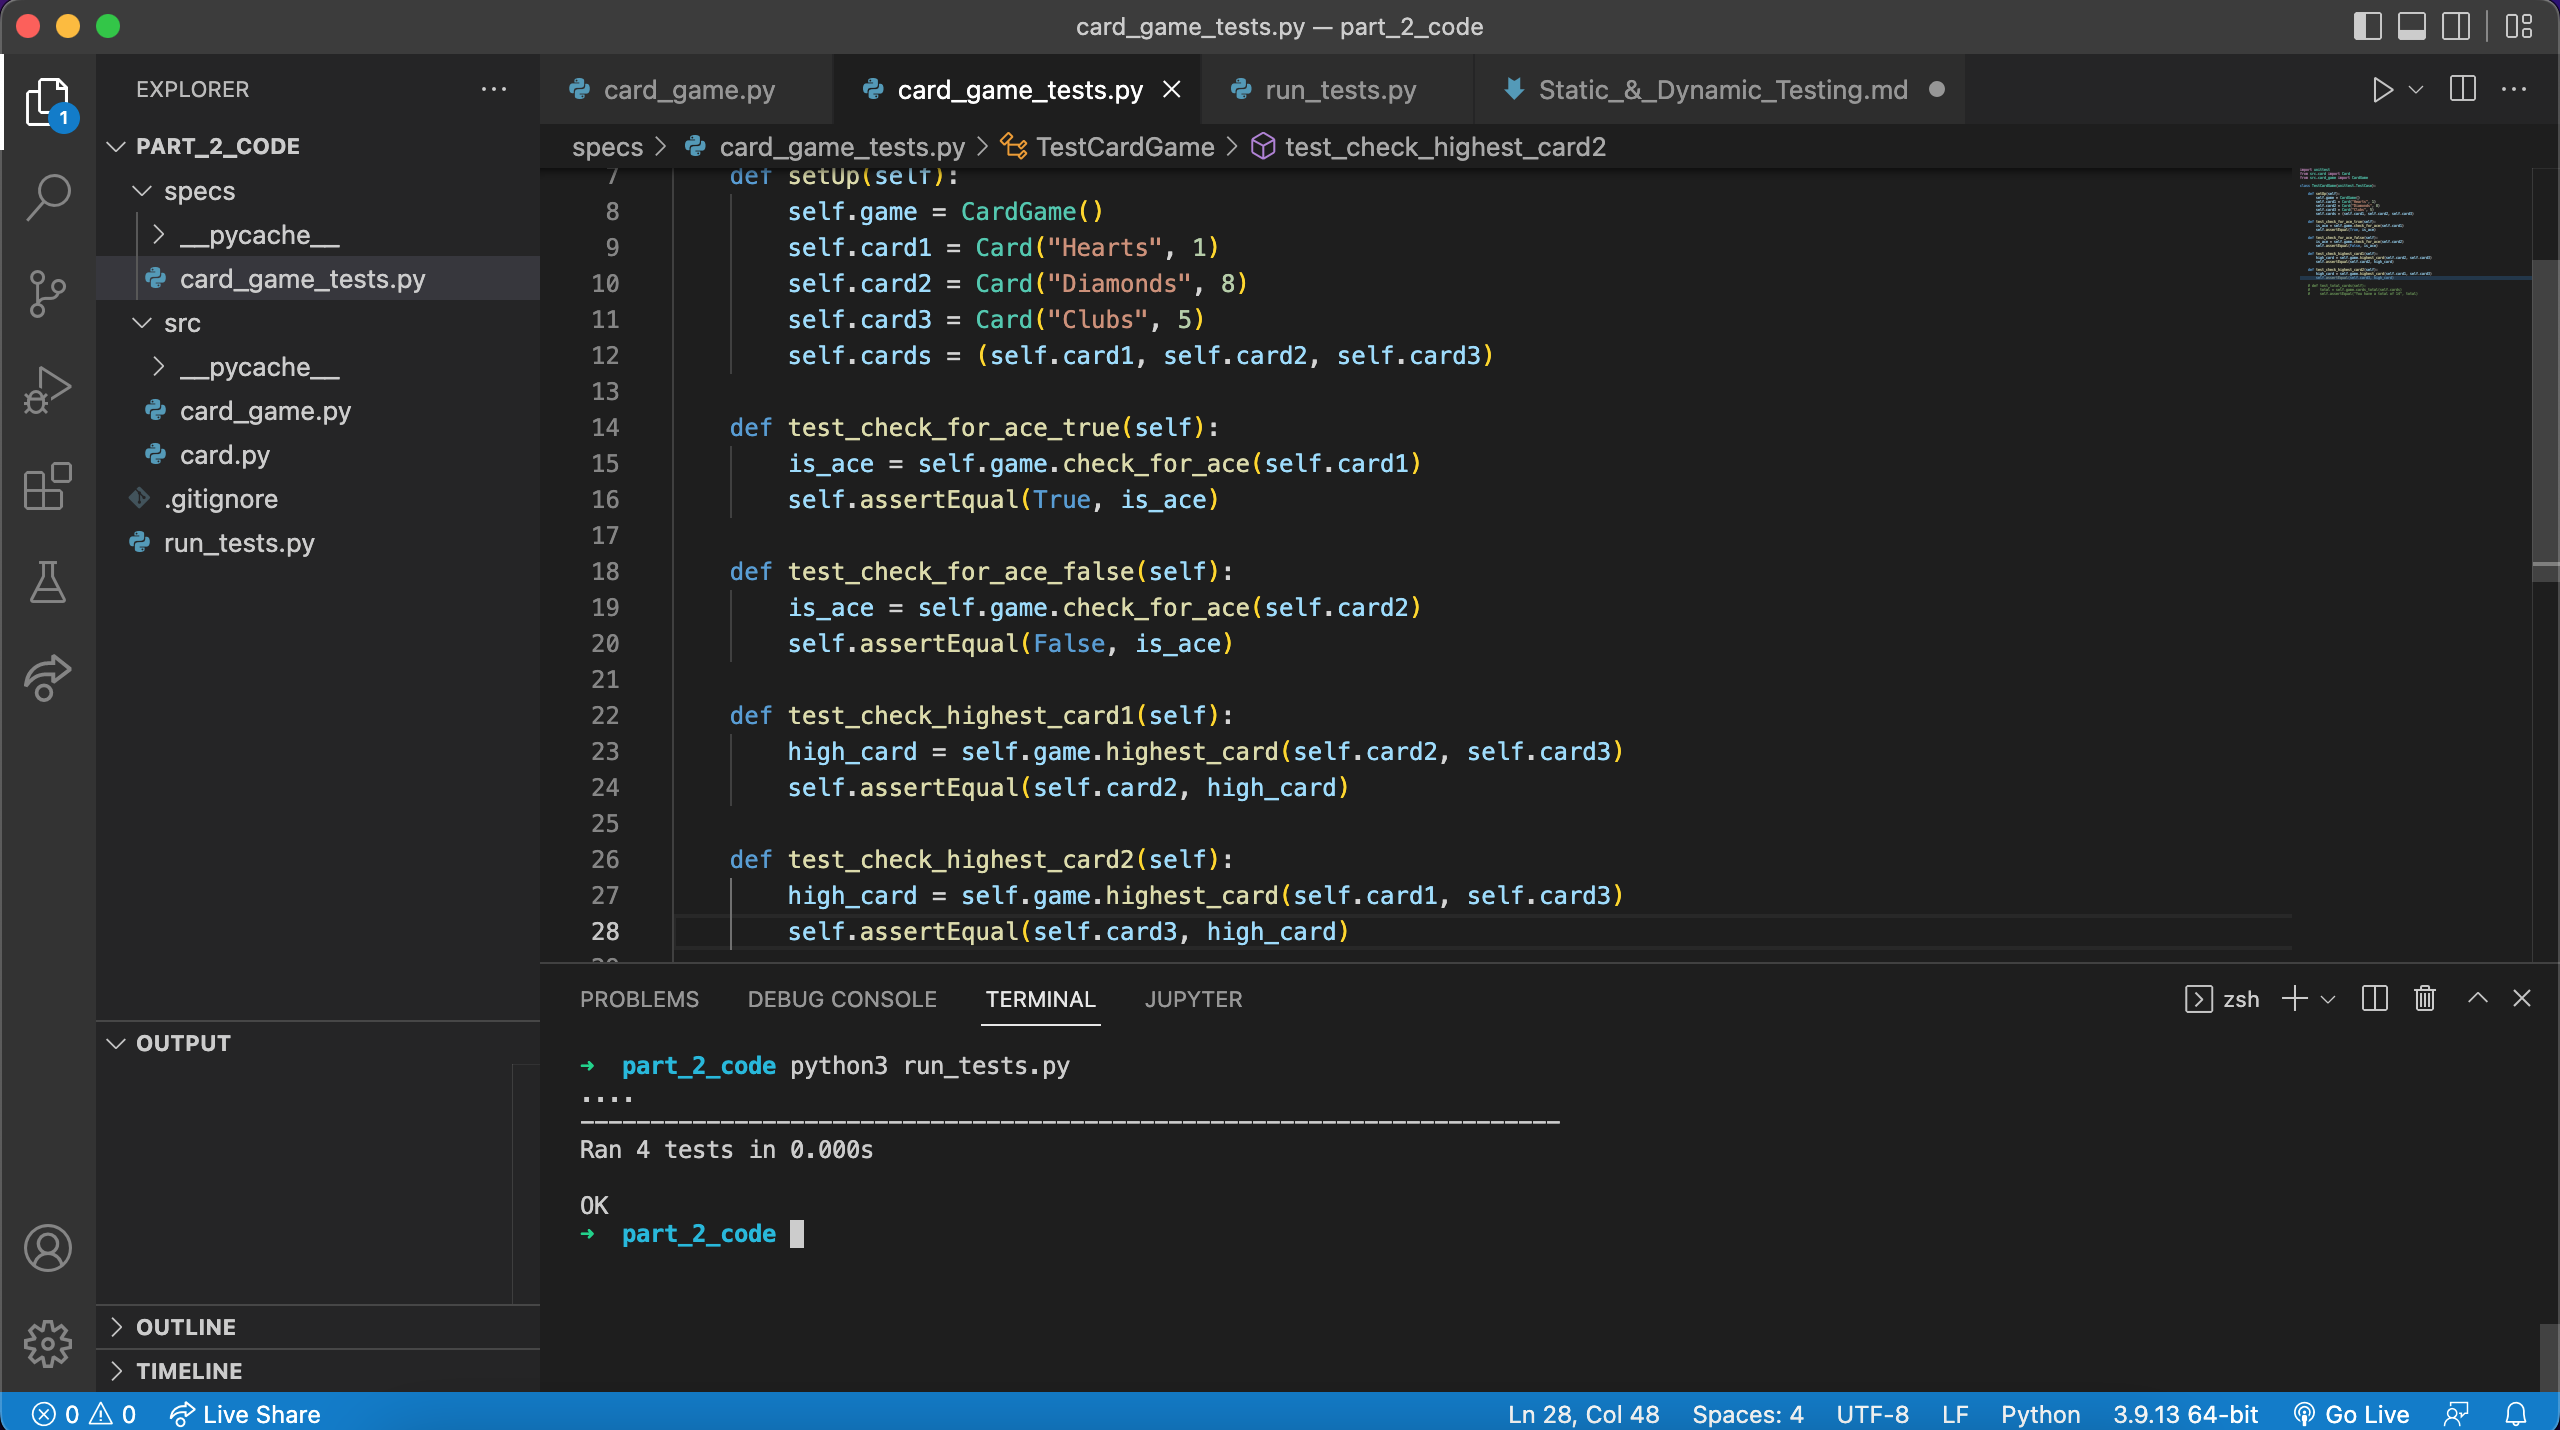 card_game_tests.py — part_2_code
EXPLORER
card_game.py
card_game_tests.py
run_tests.py
Static_&_Dynamic_Testing.md
1
PART_2_CODE
specs
__pycache__
card_game_tests.py
src
__pycache__
card_game.py
card.py
.gitignore
run_tests.py
OUTPUT
OUTLINE
TIMELINE
specs > card_game_tests.py > TestCardGame > test_check_highest_card2
7 def setUp(self):
8 self.game = CardGame()
9 self.card1 = Card("Hearts", 1)
10 self.card2 = Card("Diamonds", 8)
11 self.card3 = Card("Clubs", 5)
12 self.cards = (self.card1, self.card2, self.card3)
13
14 def test_check_for_ace_true(self):
15 is_ace = self.game.check_for_ace(self.card1)
16 self.assertEqual(True, is_ace)
17
18 def test_check_for_ace_false(self):
19 is_ace = self.game.check_for_ace(self.card2)
20 self.assertEqual(False, is_ace)
21
22 def test_check_highest_card1(self):
23 high_card = self.game.highest_card(self.card2, self.card3)
24 self.assertEqual(self.card2, high_card)
25
26 def test_check_highest_card2(self):
27 high_card = self.game.highest_card(self.card1, self.card3)
28 self.assertEqual(self.card3, high_card)
PROBLEMS DEBUG CONSOLE TERMINAL JUPYTER
zsh
➜ part_2_code python3 run_tests.py
....
----------------------------------------------------------------------
Ran 4 tests in 0.000s
OK
➜ part_2_code
0 0 Live Share
Ln 28, Col 48 Spaces: 4 UTF-8 LF Python 3.9.13 64-bit Go Live